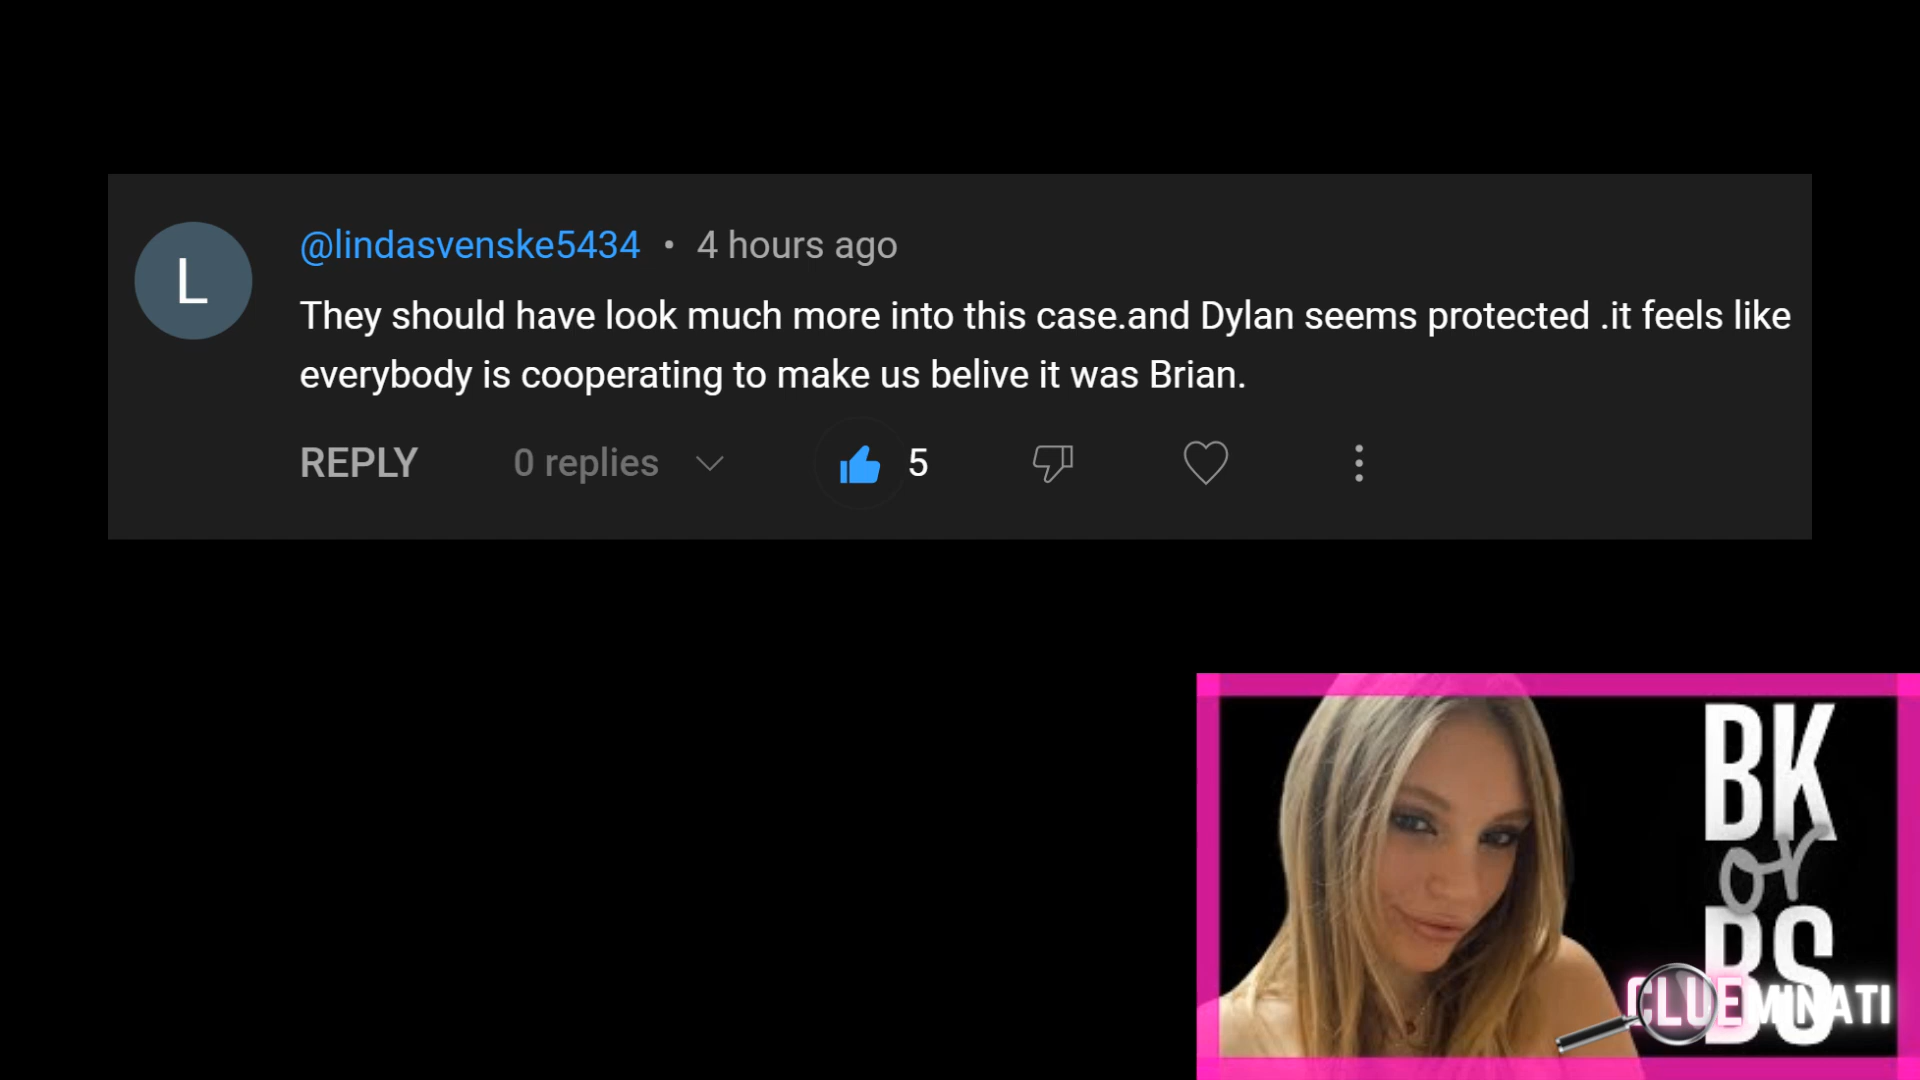 L
@lindasvenske5434 • 4 hours ago
They should have look much more into this case.and Dylan seems protected .it feels like
everybody is cooperating to make us belive it was Brian.
REPLY 0 replies 5
BK
or
BS
CLUEMINATI